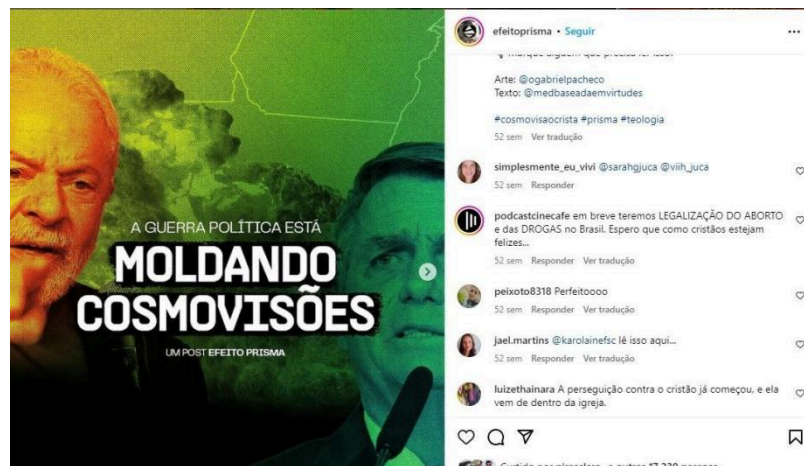 A GUERRA POLÍTICA ESTÁ
MOLDANDO
COSMOVISÕES
UM POST EFEITO PRISMA
efeitoprisma • Seguir
Arte: @ogabrielpacheco
Texto: @medbaseadaemvirtudes
#cosmovisaocrista #prisma #teologia
52 sem Ver tradução
simplesmente_eu_vivi @sarahgjuca @viih_juca
52 sem Responder
podcastcinecafe em breve teremos LEGALIZAÇÃO DO ABORTO
e das DROGAS no Brasil. Espero que como cristãos estejam
felizes...
52 sem Responder Ver tradução
peixoto8318 Perfeitoooo
52 sem Responder Ver tradução
jael.martins @karolainefsc lê isso aqui...
52 sem Responder Ver tradução
luizethainara A perseguição contra o cristão já começou, e ela
vem de dentro da igreja.